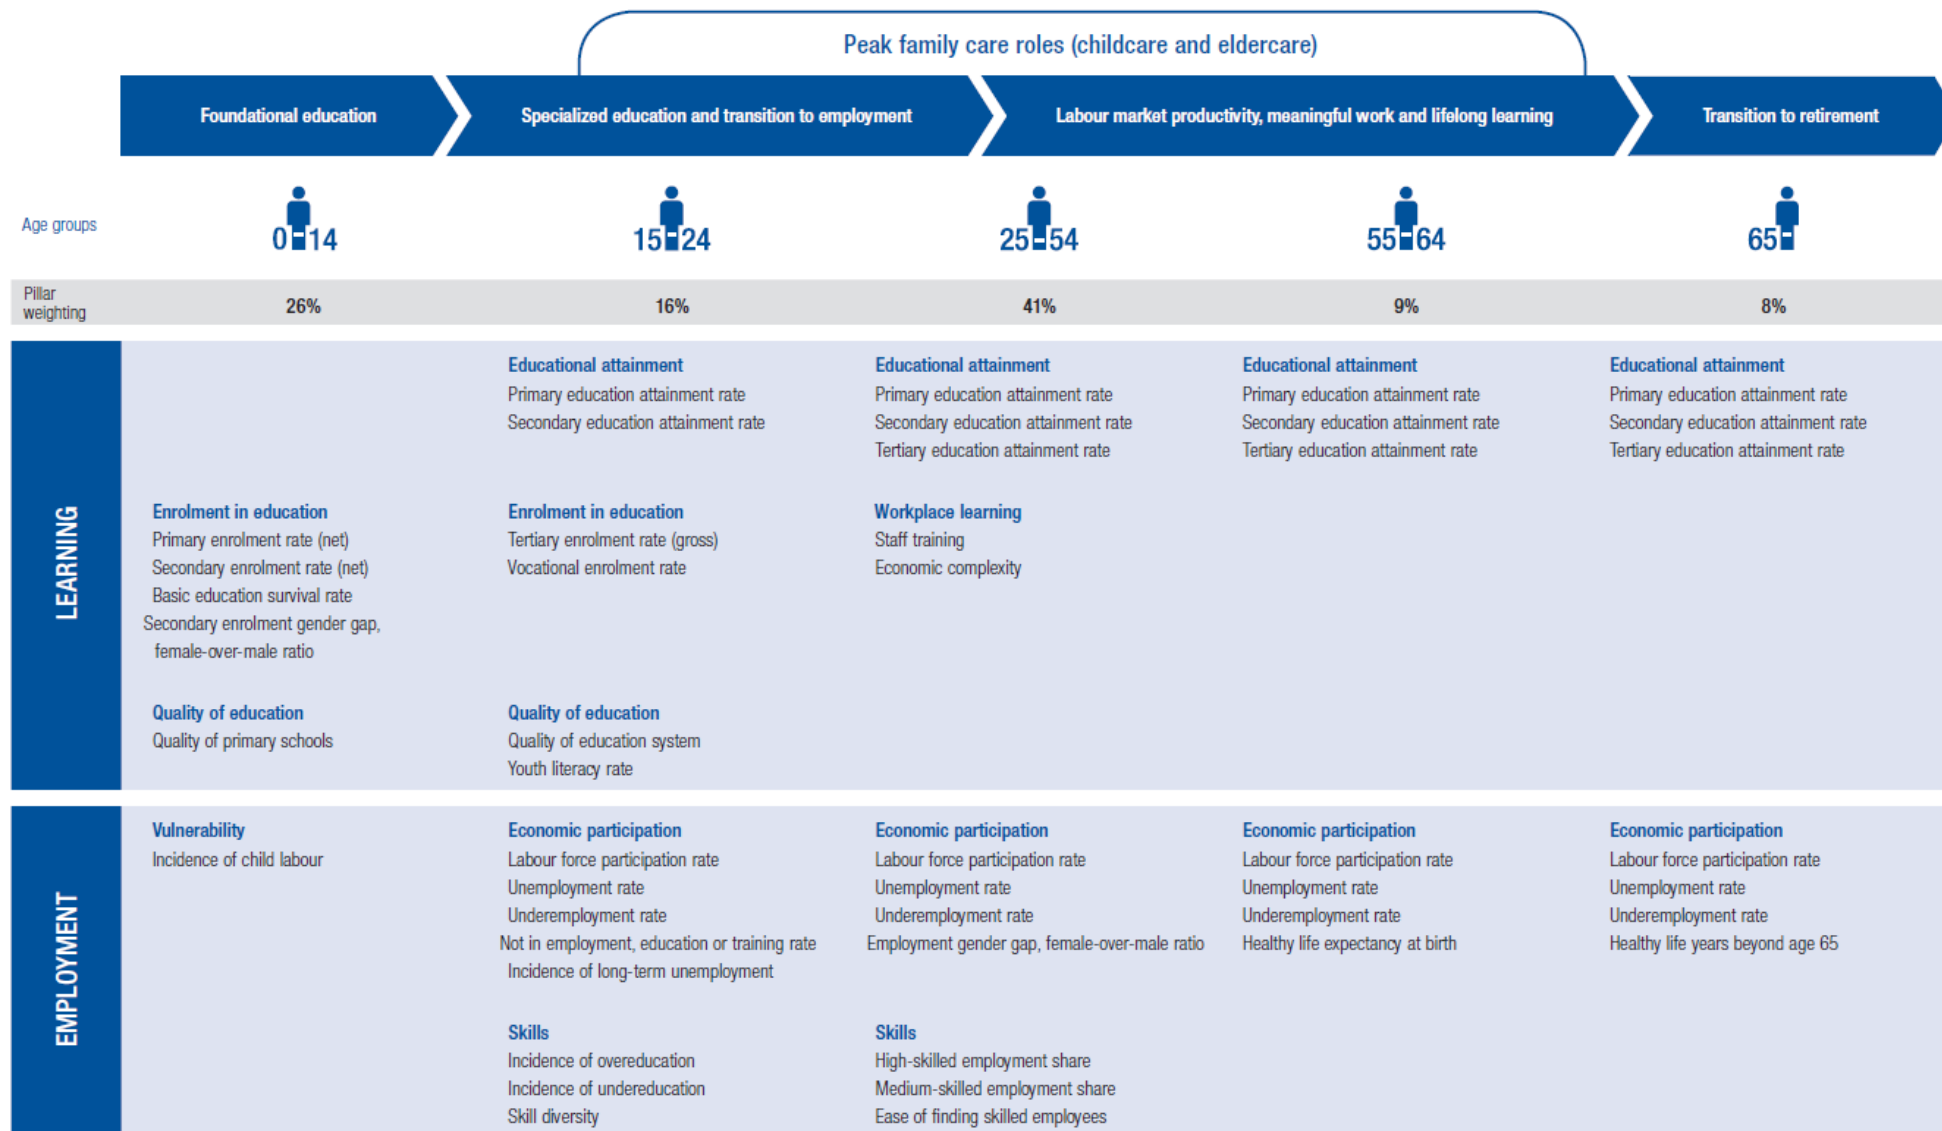 Peak family care roles (childcare and eldercare)
Foundational education
Specialized education and transition to employment
Labour market productivity, meaningful work and lifelong learning
Transition to retirement
Age groups
0-14
15-24
25-54
55-64
65-
Pillar
weighting
26%
16%
41%
9%
8%
LEARNING
Educational attainment
Primary education attainment rate
Secondary education attainment rate
Educational attainment
Primary education attainment rate
Secondary education attainment rate
Tertiary education attainment rate
Educational attainment
Primary education attainment rate
Secondary education attainment rate
Tertiary education attainment rate
Educational attainment
Primary education attainment rate
Secondary education attainment rate
Tertiary education attainment rate
Enrolment in education
Primary enrolment rate (net)
Secondary enrolment rate (net)
Basic education survival rate
Secondary enrolment gender gap,
female-over-male ratio
Enrolment in education
Tertiary enrolment rate (gross)
Vocational enrolment rate
Workplace learning
Staff training
Economic complexity
Quality of education
Quality of primary schools
Quality of education
Quality of education system
Youth literacy rate
EMPLOYMENT
Vulnerability
Incidence of child labour
Economic participation
Labour force participation rate
Unemployment rate
Underemployment rate
Not in employment, education or training rate
Incidence of long-term unemployment
Economic participation
Labour force participation rate
Unemployment rate
Underemployment rate
Employment gender gap, female-over-male ratio
Economic participation
Labour force participation rate
Unemployment rate
Underemployment rate
Healthy life expectancy at birth
Economic participation
Labour force participation rate
Unemployment rate
Underemployment rate
Healthy life years beyond age 65
Skills
Incidence of overeducation
Incidence of undereducation
Skill diversity
Skills
High-skilled employment share
Medium-skilled employment share
Ease of finding skilled employees